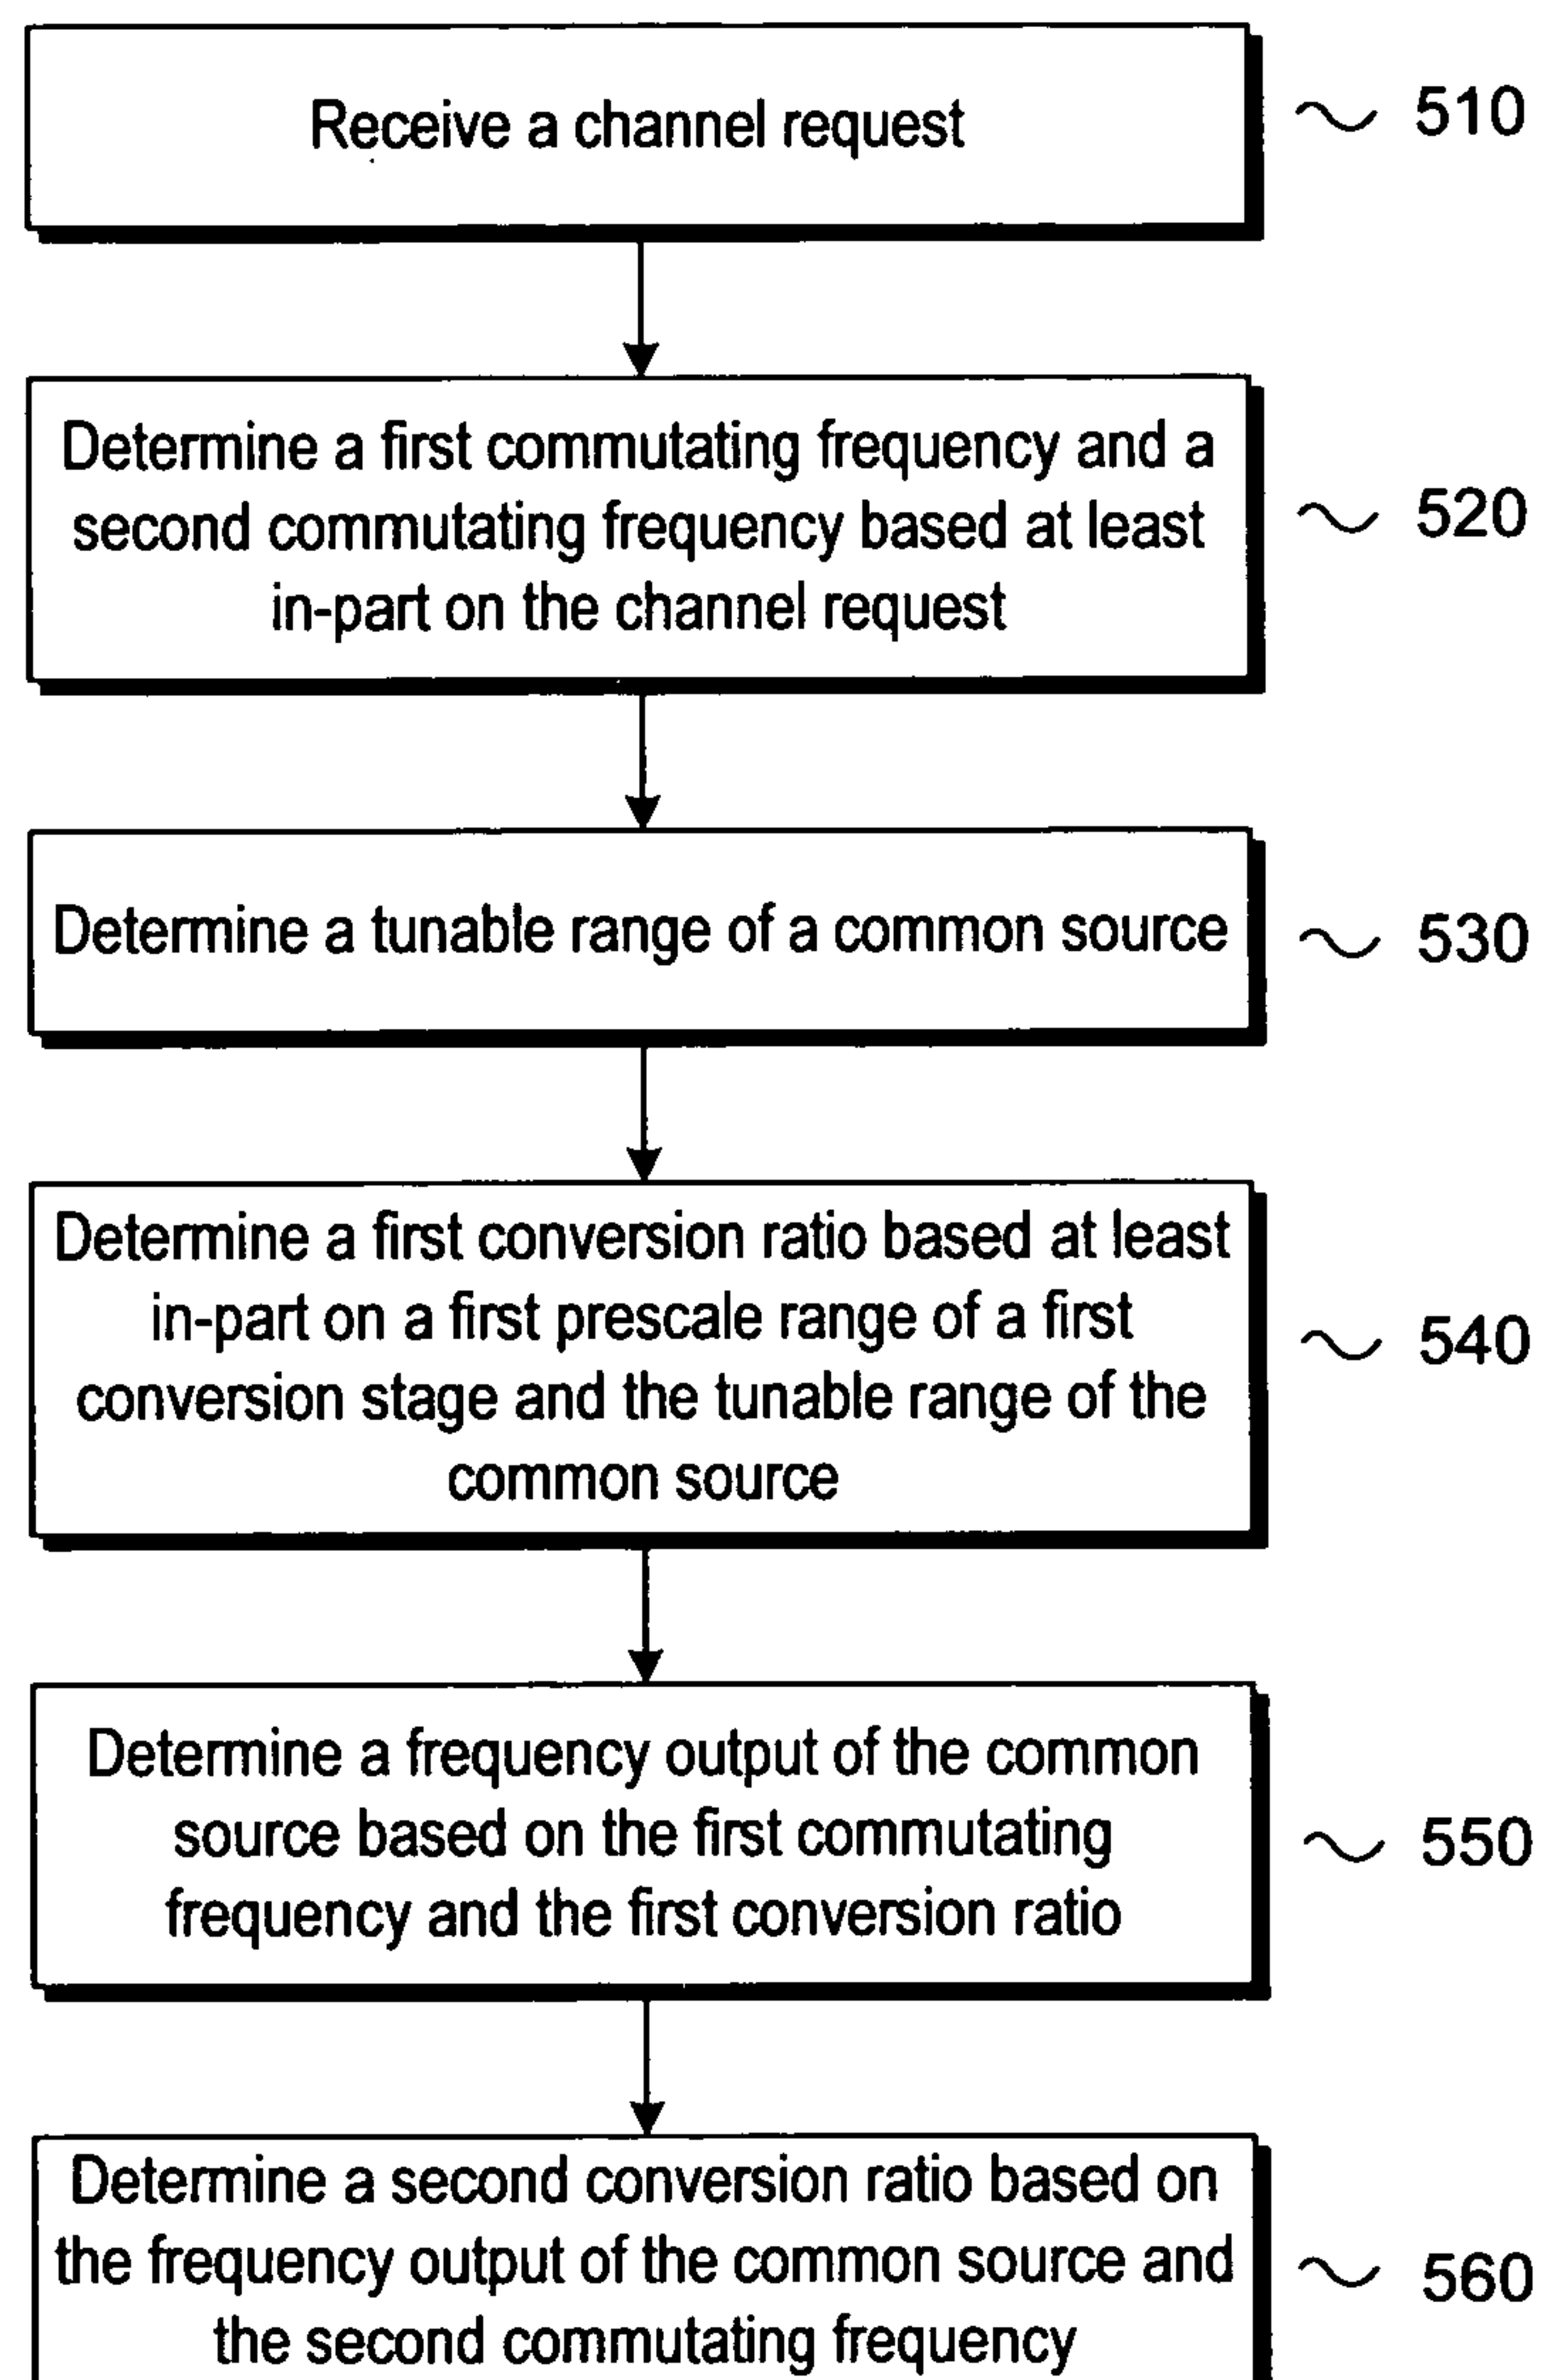 Receive a channel request
510
Determine a first commutating frequency and a
second commutating frequency based at least
in-part on the channel request
520
Determine a tunable range of a common source
530
Determine a first conversion ratio based at least
in-part on a first prescale range of a first
conversion stage and the tunable range of the
common source
540
Determine a frequency output of the common
source based on the first commutating
frequency and the first conversion ratio
550
Determine a second conversion ratio based on
the frequency output of the common source and
the second commutating frequency
560